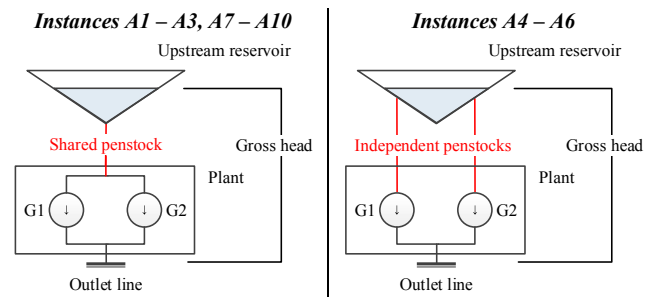 Instances A1 – A3, A7 – A10
Upstream reservoir
Shared penstock
Gross head
Plant
G1
G2
Outlet line
Instances A4 – A6
Upstream reservoir
Independent penstocks
Gross head
Plant
G1
G2
Outlet line